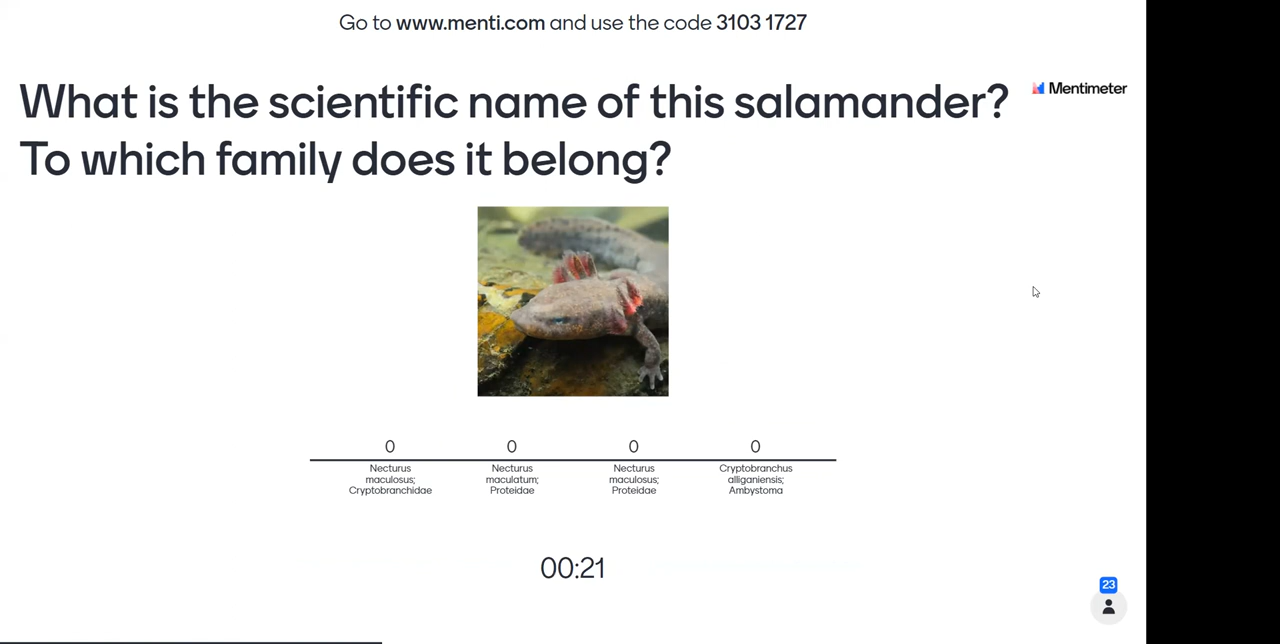 Go to www.menti.com and use the code 3103 1727
What is the scientific name of this salamander?
To which family does it belong?
Mentimeter
0
0
0
0
Necturus
maculosus;
Cryptobranchidae
Necturus
maculatum;
Proteidae
Necturus
maculosus;
Proteidae
Cryptobranchus
alliganiensis;
Ambystoma
00:21
23